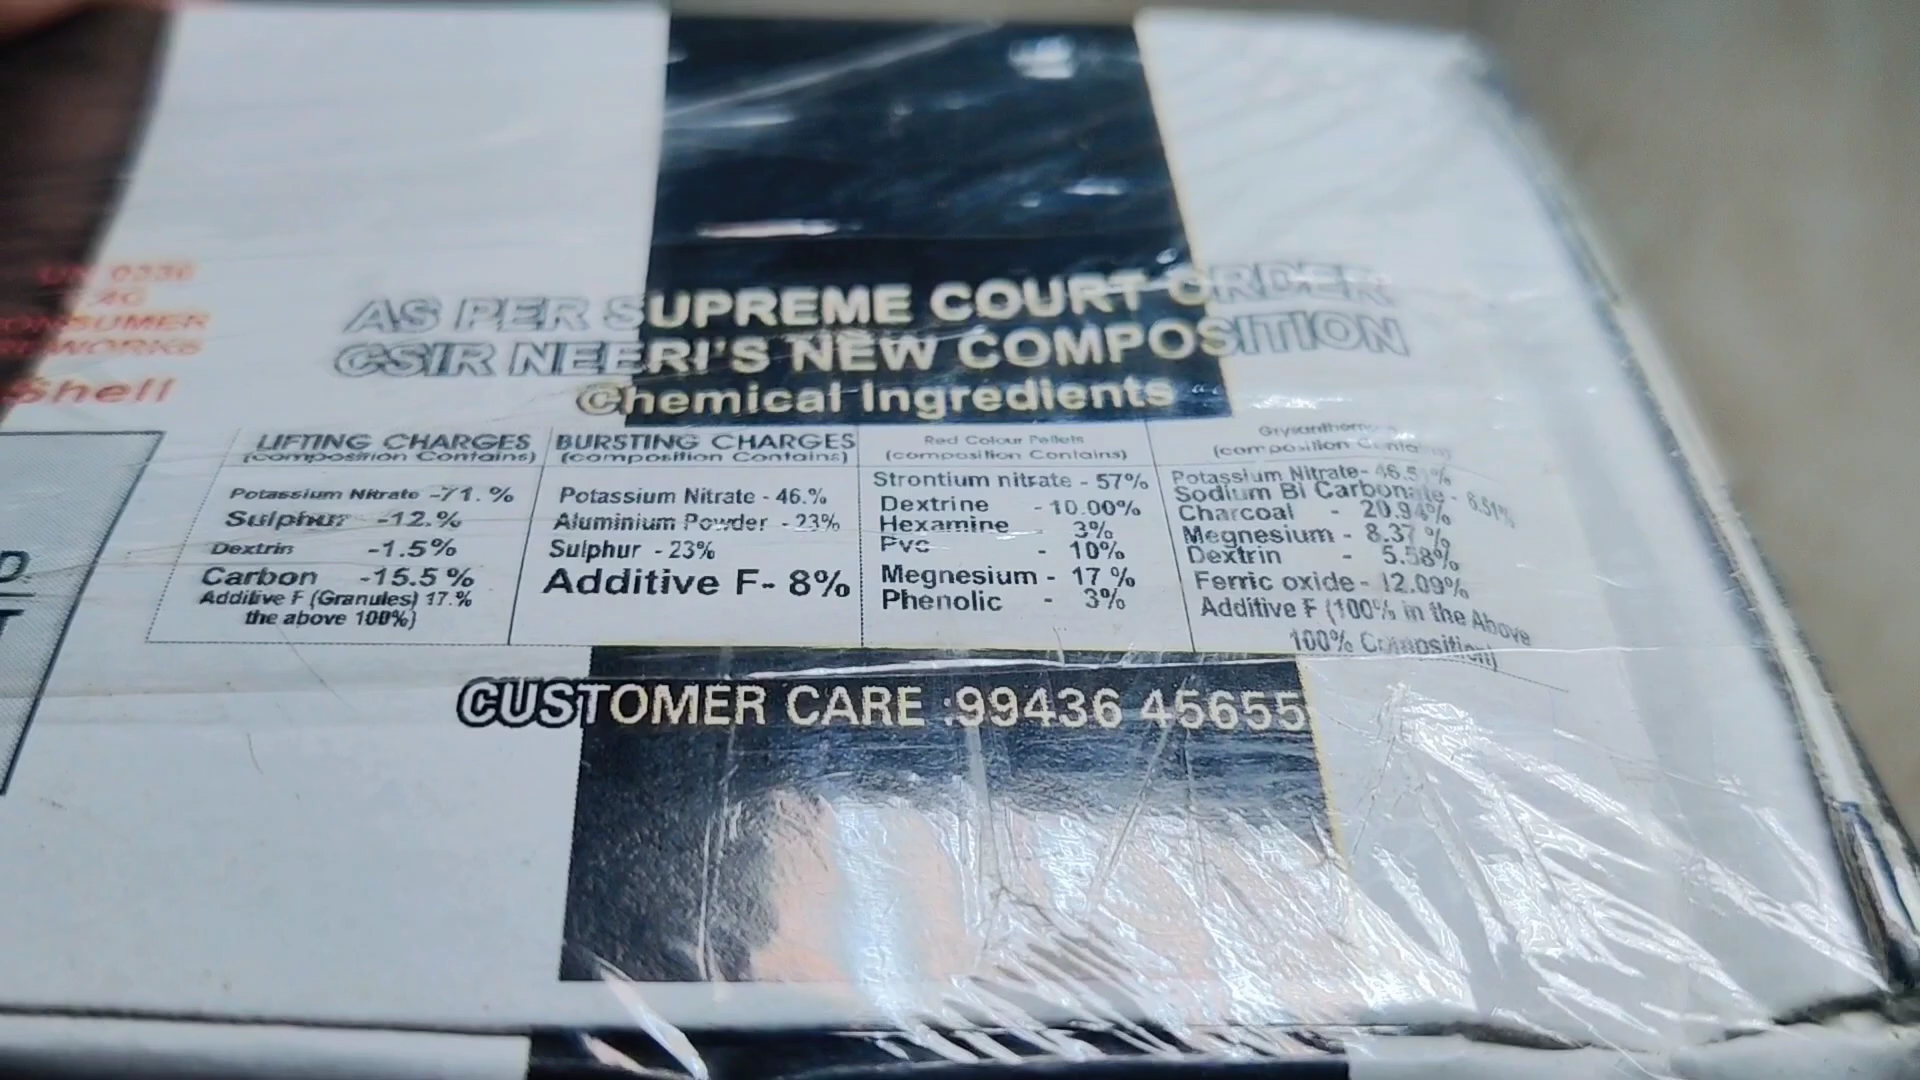 UN 0336
CONSUMER
FIREWORKS
Shell
AS PER SUPREME COURT ORDER
CSIR NEERI'S NEW COMPOSITION
Chemical Ingredients
LIFTING CHARGES
(composition Contains)
Potassium Nitrate -71. %
Sulphur -12.%
Dextrin -1.5%
Carbon -15.5 %
Additive F (Granules) 17.%
the above 100%)
BURSTING CHARGES
(composition Contains)
Potassium Nitrate - 46.%
Aluminium Powder - 23%
Sulphur - 23%
Additive F- 8%
Red Colour Pellets
(composition Contains)
Strontium nitrate - 57%
Dextrine - 10.00%
Hexamine 3%
Pvc - 10%
Megnesium - 17 %
Phenolic - 3%
(composition Contains)
Potassium Nitrate- 46.51%
Sodium Bi Carbonate - 6.51%
Charcoal - 20.94%
Megnesium - 8.37 %
Dextrin - 5.58%
Ferric oxide - 12.09%
Additive F (100% in the Above
100% Composition)
CUSTOMER CARE :99436 45655